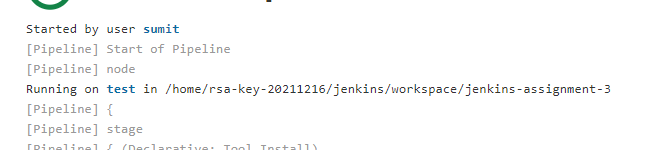 Started by user sumit
[Pipeline] Start of Pipeline
[Pipeline] node
Running on test in /home/rsa-key-20211216/jenkins/workspace/jenkins-assignment-3
[Pipeline] {
[Pipeline] stage
[Pipeline] { (Declarative: Tool Install)